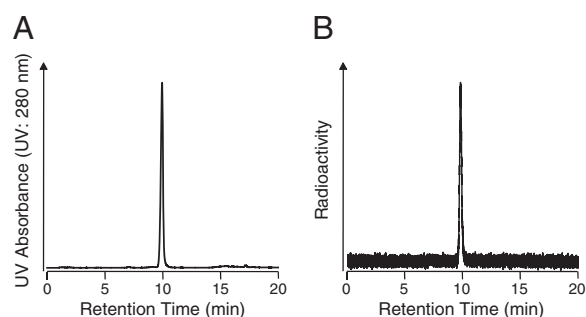 A
UV Absorbance (UV: 280 nm)
0 5 10 15 20
Retention Time (min)
B
Radioactivity
0 5 10 15 20
Retention Time (min)